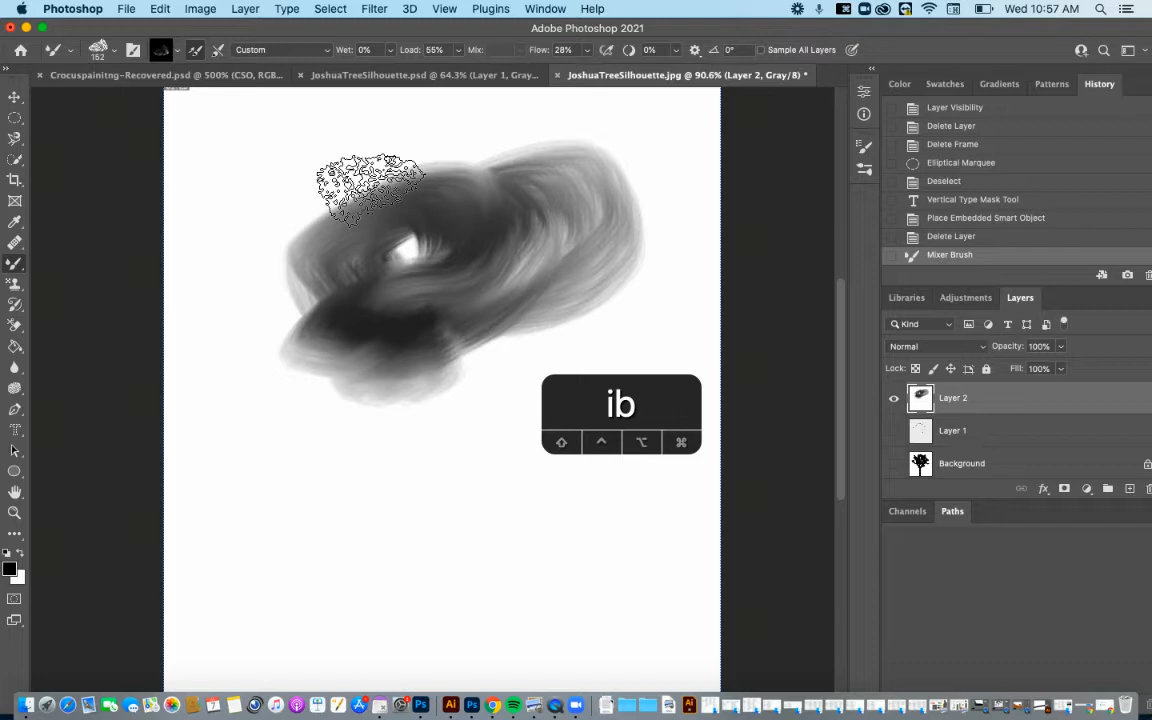 Photoshop File Edit Image Layer Type Select Filter 3D View Plugins Window Help Wed 10:57 AM
Adobe Photoshop 2021
152 Custom Wet: 0% Load: 55% Mix: Flow: 28% 0% 0° Sample All Layers
Crocuspainitng-Recovered.psd @ 500% (CSO, RGB... JoshuaTreeSilhouette.psd @ 64.3% (Layer 1, Gray... JoshuaTreeSilhouette.jpg @ 90.6% (Layer 2, Gray/8) *
Color Swatches Gradients Patterns History
Layer Visibility
Delete Layer
Delete Frame
Elliptical Marquee
Deselect
Vertical Type Mask Tool
Place Embedded Smart Object
Delete Layer
Mixer Brush
Libraries Adjustments Layers
Kind
Normal Opacity: 100%
Lock: Fill: 100%
Layer 2
Layer 1
Background
Channels Paths
ib